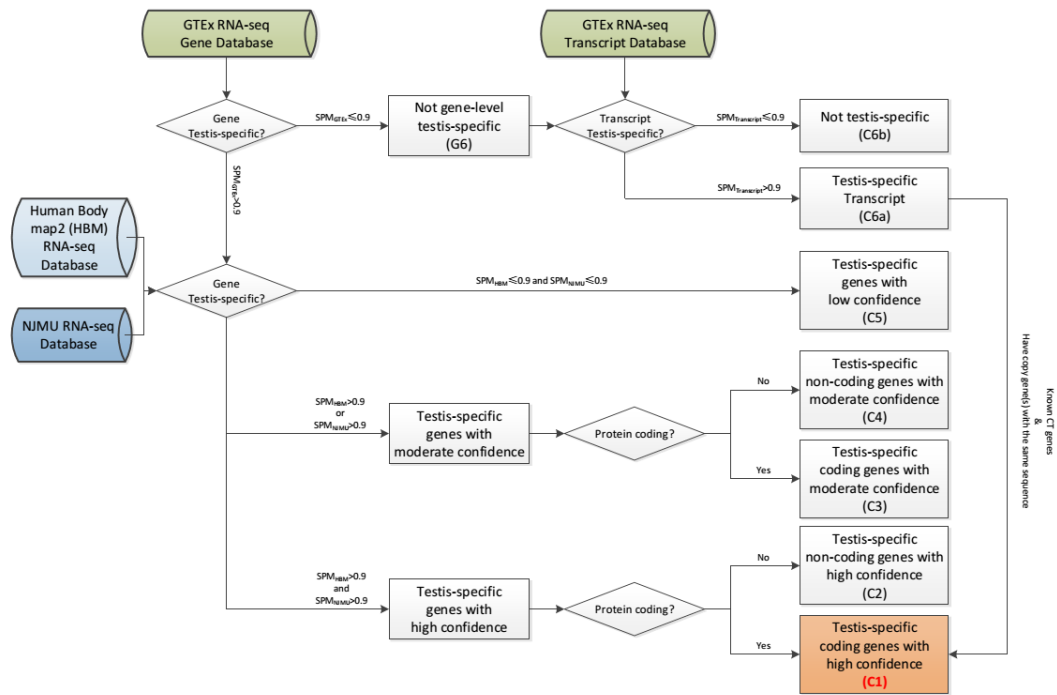 GTEx RNA-seq
Gene Database
GTEx RNA-seq
Transcript Database
Gene
Testis-specific?
SPMGTEx≤0.9
Not gene-level
testis-specific
(G6)
Transcript
Testis-specific?
SPMTranscript≤0.9
Not testis-specific
(C6b)
SPMTranscript>0.9
Testis-specific
Transcript
(C6a)
SPMGTEx>0.9
Human Body
map2 (HBM)
RNA-seq
Database
NJMU RNA-seq
Database
Gene
Testis-specific?
SPMHBM≤0.9 and SPMNJMU≤0.9
Testis-specific
genes with
low confidence
(C5)
Known CT genes
&
Have copy gene(s) with the same sequence
SPMHBM>0.9
or
SPMNJMU>0.9
Testis-specific
genes with
moderate confidence
Protein coding?
No
Testis-specific
non-coding genes with
moderate confidence
(C4)
Yes
Testis-specific
coding genes with
moderate confidence
(C3)
SPMHBM>0.9
and
SPMNJMU>0.9
Testis-specific
genes with
high confidence
Protein coding?
No
Testis-specific
non-coding genes with
high confidence
(C2)
Yes
Testis-specific
coding genes with
high confidence
(C1)